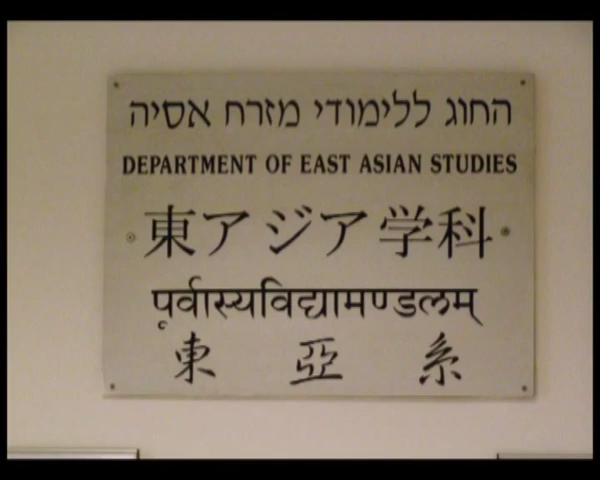 החוג ללימודי מזרח אסיה
DEPARTMENT OF EAST ASIAN STUDIES
東アジア学科
पूर्वास्यविद्यामण्डलम्
東亞系